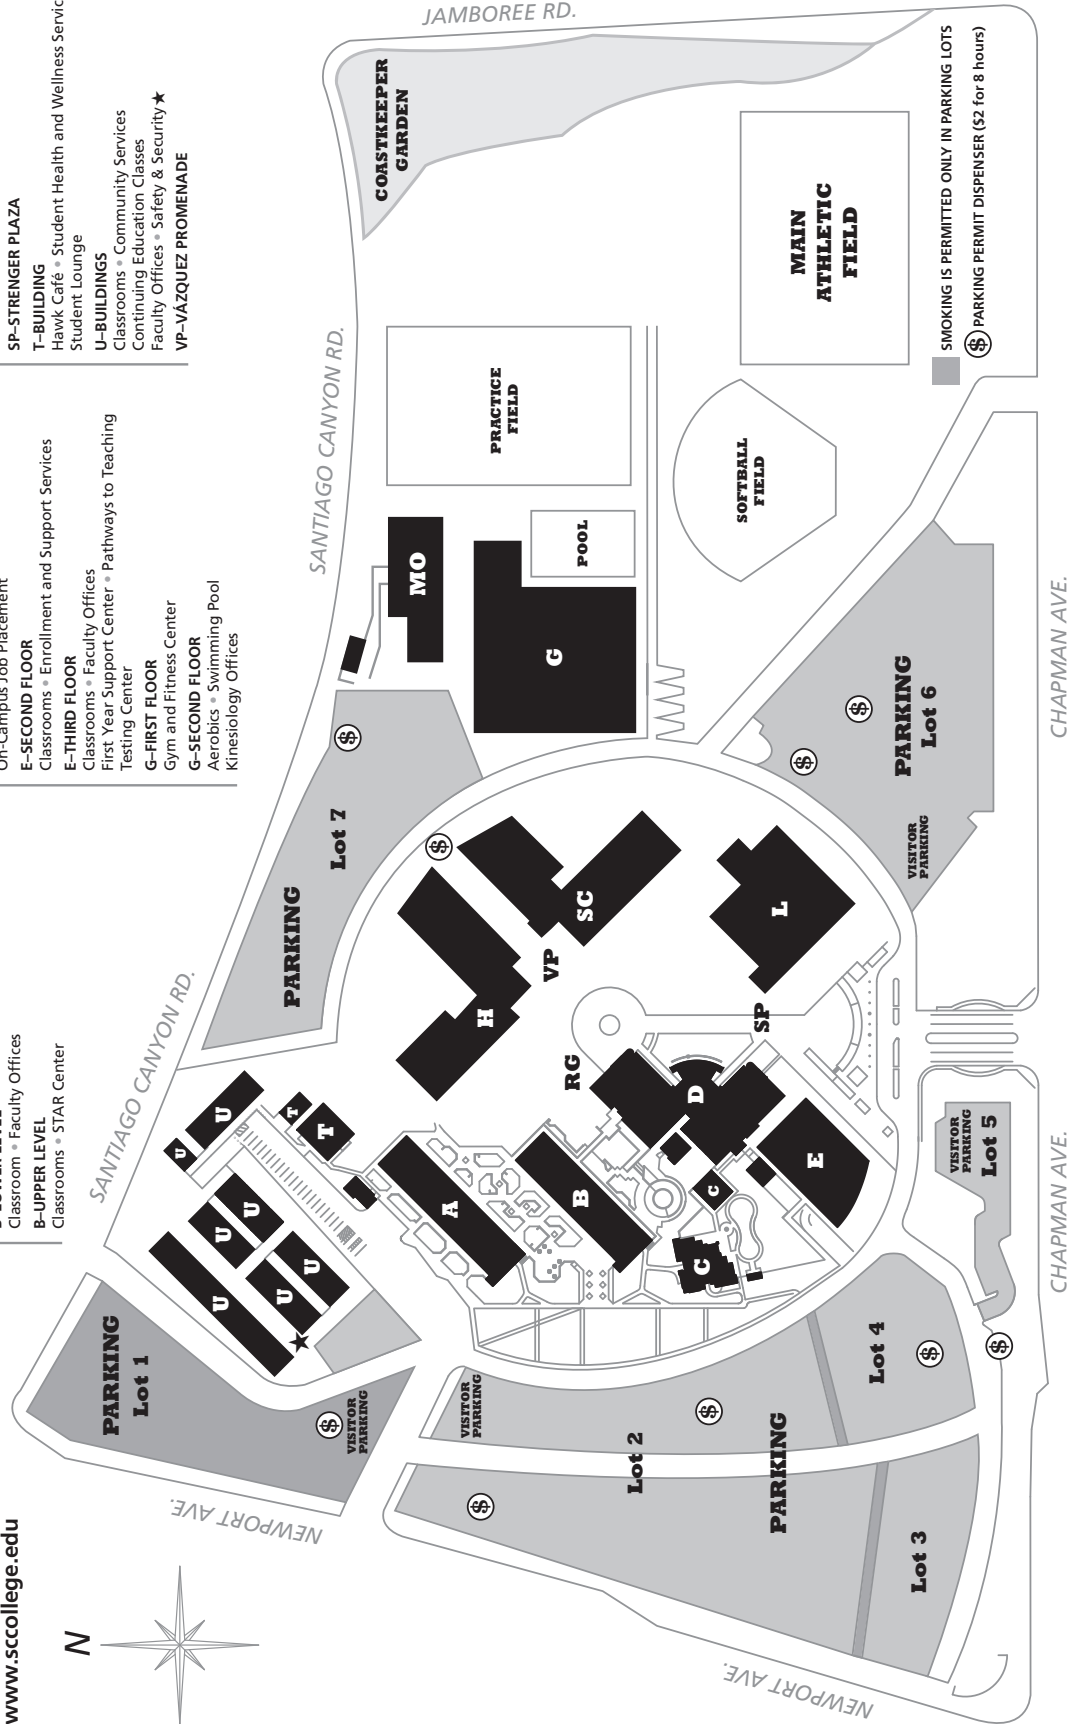 www.sccollege.edu
Classroom • Faculty Offices
B–UPPER LEVEL
Classrooms • STAR Center
On-Campus Job Placement
E–SECOND FLOOR
Classrooms • Enrollment and Support Services
E–THIRD FLOOR
Classrooms • Faculty Offices
First Year Support Center • Pathways to Teaching
Testing Center
G–FIRST FLOOR
Gym and Fitness Center
G–SECOND FLOOR
Aerobics • Swimming Pool
Kinesiology Offices
SP–STRENGER PLAZA
T–BUILDING
Hawk Café • Student Health and Wellness
Student Lounge
U–BUILDINGS
Classrooms • Community Services
Continuing Education Classes
Faculty Offices • Safety & Security ★
VP–VÁZQUEZ PROMENADE
N
NEWPORT AVE.
SANTIAGO CANYON RD.
SANTIAGO CANYON RD.
JAMBOREE RD.
PARKING
Lot 1
VISITOR
PARKING
$
U
U
U
U
U
U
U
T
T
PARKING
Lot 7
$
$
MO
G
POOL
PRACTICE
FIELD
COASTKEEPER
GARDEN
MAIN
ATHLETIC
FIELD
SOFTBALL
FIELD
A
B
C
C
D
E
H
RG
VP
SC
SP
L
VISITOR
PARKING
Lot 2
PARKING
$
$
Lot 3
Lot 4
$
$
VISITOR
PARKING
Lot 5
VISITOR
PARKING
PARKING
Lot 6
$
$
SMOKING IS PERMITTED ONLY IN PARKING LOTS
$ PARKING PERMIT DISPENSER ($2 for 8 hours)
NEWPORT AVE.
CHAPMAN AVE.
CHAPMAN AVE.